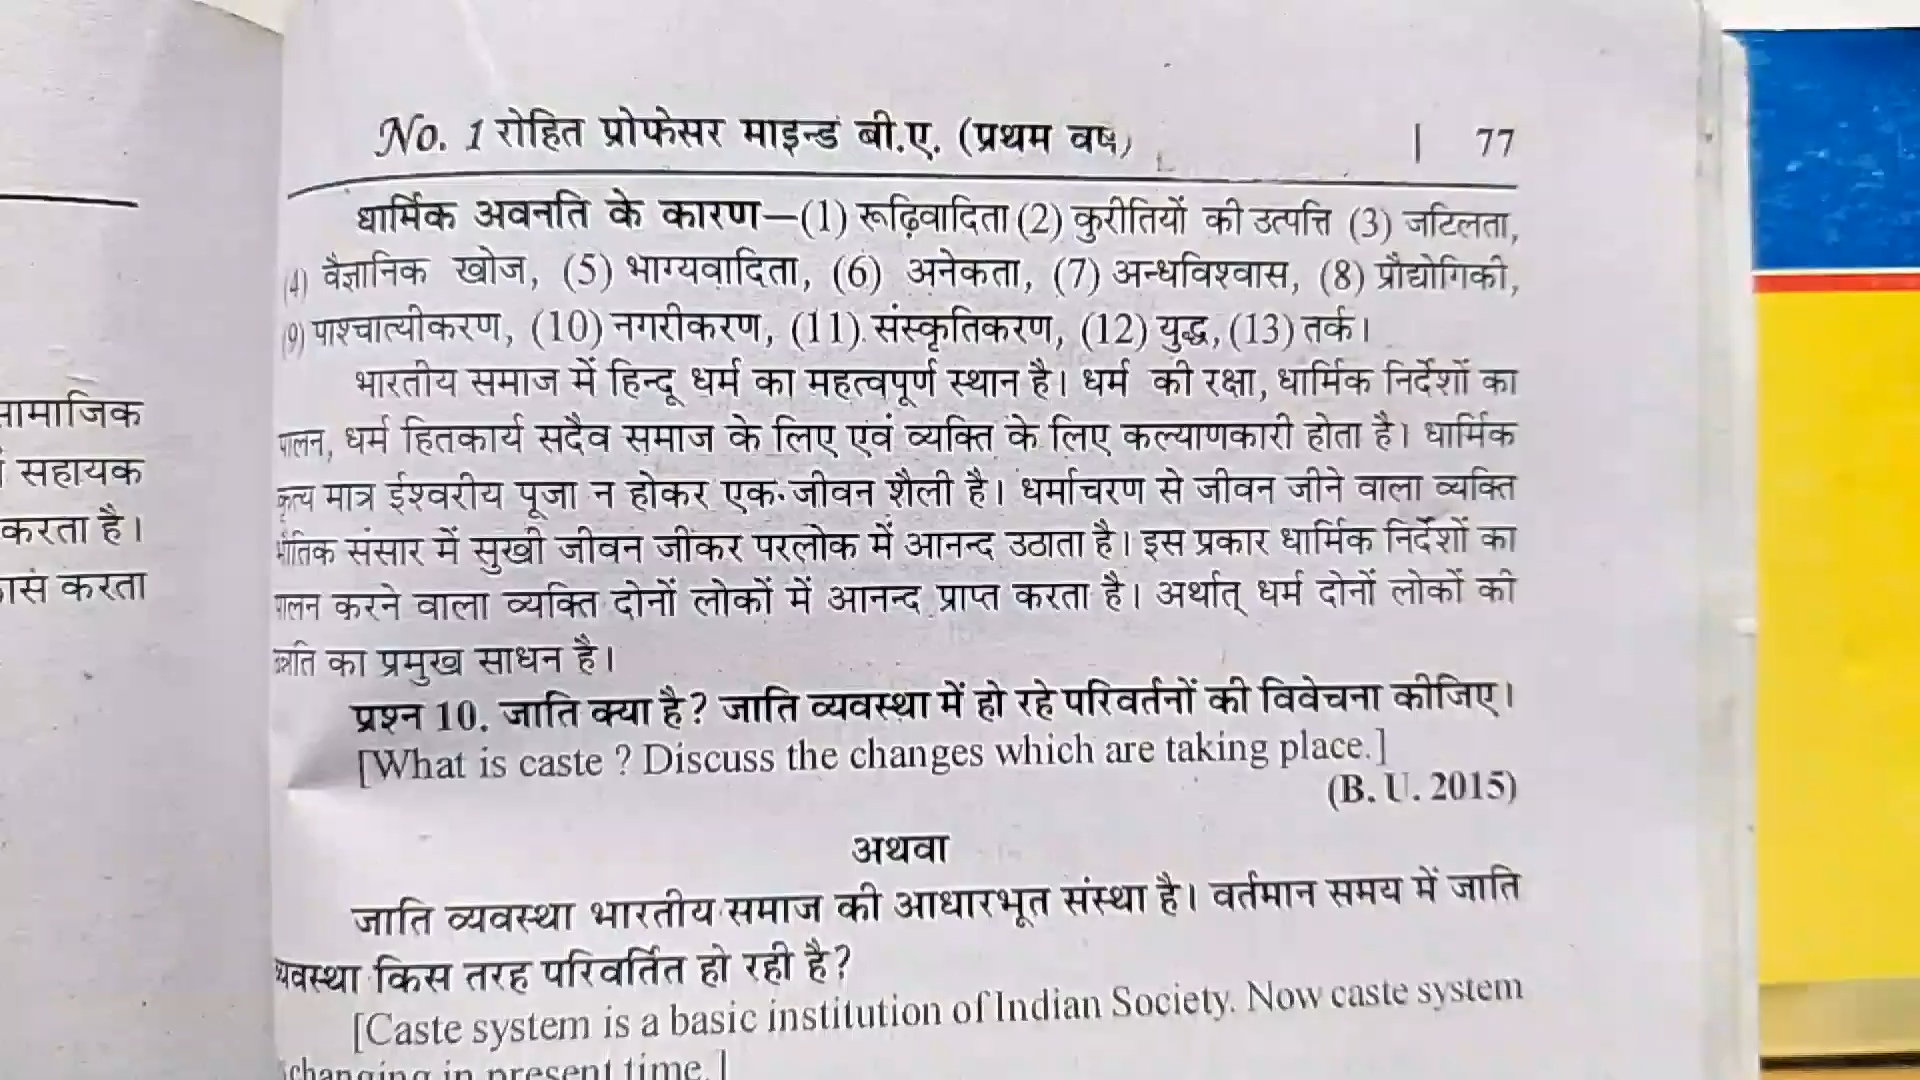 सामाजिक
सहायक
करता है।
करता
No. 1 रोहित प्रोफेसर माइन्ड बी.ए. (प्रथम वर्ष) | 77
धार्मिक अवनति के कारण—(1) रूढ़िवादिता (2) कुरीतियों की उत्पत्ति (3) जटिलता,
(4) वैज्ञानिक खोज, (5) भाग्यवादिता, (6) अनेकता, (7) अन्धविश्वास, (8) प्रौद्योगिकी,
(9) पाश्चात्यीकरण, (10) नगरीकरण, (11) संस्कृतिकरण, (12) युद्ध, (13) तर्क।
भारतीय समाज में हिन्दू धर्म का महत्वपूर्ण स्थान है। धर्म की रक्षा, धार्मिक निर्देशों का
पालन, धर्म हितकार्य सदैव समाज के लिए एवं व्यक्ति के लिए कल्याणकारी होता है। धार्मिक
कृत्य मात्र ईश्वरीय पूजा न होकर एक जीवन शैली है। धर्माचरण से जीवन जीने वाला व्यक्ति
भौतिक संसार में सुखी जीवन जीकर परलोक में आनन्द उठाता है। इस प्रकार धार्मिक निर्देशों का
पालन करने वाला व्यक्ति दोनों लोकों में आनन्द प्राप्त करता है। अर्थात् धर्म दोनों लोकों की
उन्नति का प्रमुख साधन है।
प्रश्न 10. जाति क्या है? जाति व्यवस्था में हो रहे परिवर्तनों की विवेचना कीजिए।
[What is caste ? Discuss the changes which are taking place.]
(B. U. 2015)
अथवा
जाति व्यवस्था भारतीय समाज की आधारभूत संस्था है। वर्तमान समय में जाति
व्यवस्था किस तरह परिवर्तित हो रही है?
[Caste system is a basic institution of Indian Society. Now caste system
changing in present time.]